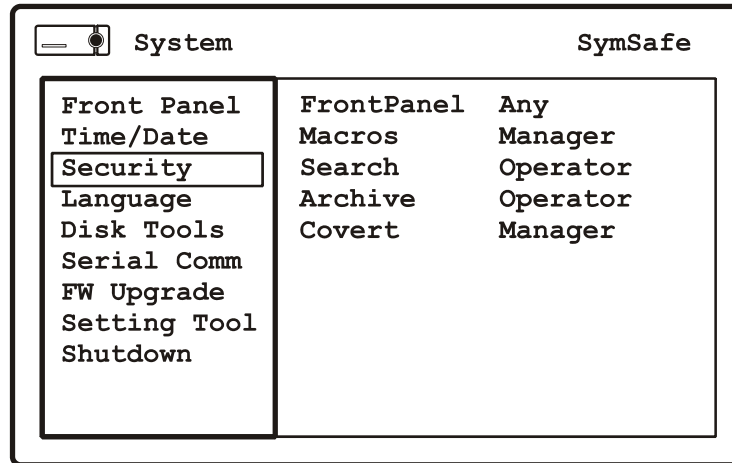 System SymSafe
Front Panel
Time/Date
Security
Language
Disk Tools
Serial Comm
FW Upgrade
Setting Tool
Shutdown
FrontPanel Any
Macros Manager
Search Operator
Archive Operator
Covert Manager